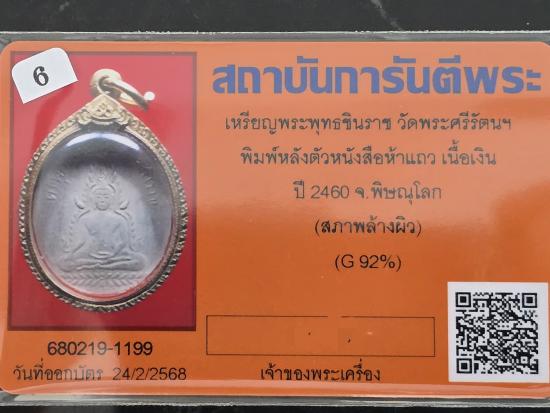 6
สถาบันการันตีพระ
เหรียญพระพุทธชินราช วัดพระศรีรัตนฯ
พิมพ์หลังตัวหนังสือห้าแถว เนื้อเงิน
ปี 2460 จ.พิษณุโลก
(สภาพล้างผิว)
(G 92%)
680219-1199
วันที่ออกบัตร 24/2/2568
เจ้าของพระเครื่อง